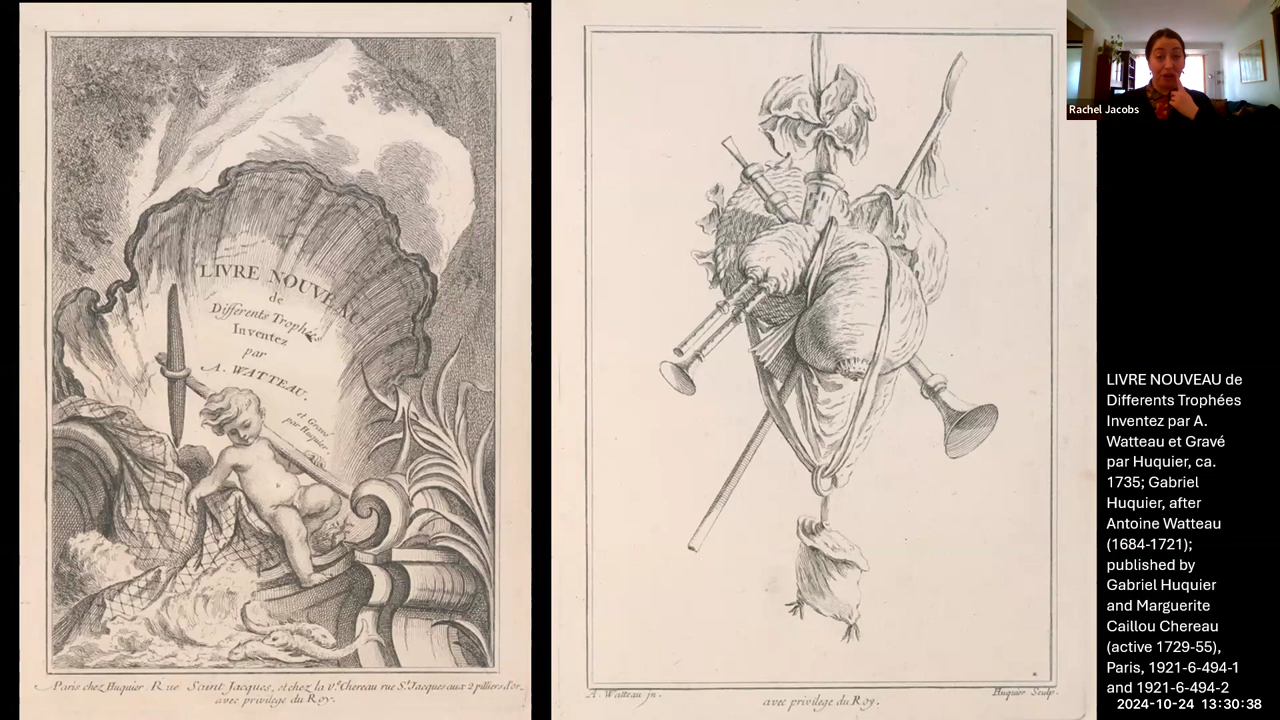 1
LIVRE NOUVEAU
de
Differents Trophées
Inventez
par
A. WATTEAU.
et Gravé
par Huquier.
A Paris chez Huquier Rue Saint Jacques, et chez la Ve. Chereau rue St. Jacques aux 2 pilliers d'or.
avec privilege du Roy.
A. Watteau jn.
Huquier Sculp.
avec privilege du Roy.
Rachel Jacobs
LIVRE NOUVEAU de
Differents Trophées
Inventez par A.
Watteau et Gravé
par Huquier, ca.
1735; Gabriel
Huquier, after
Antoine Watteau
(1684-1721);
published by
Gabriel Huquier
and Marguerite
Caillou Chereau
(active 1729-55),
Paris, 1921-6-494-1
and 1921-6-494-2
2024-10-24 13:30:38